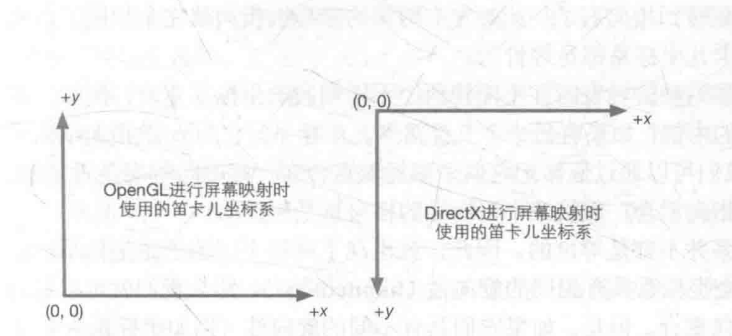 +y
OpenGL进行屏幕映射时
使用的笛卡儿坐标系
(0, 0)
+x
(0, 0)
+x
DirectX进行屏幕映射时
使用的笛卡儿坐标系
+y